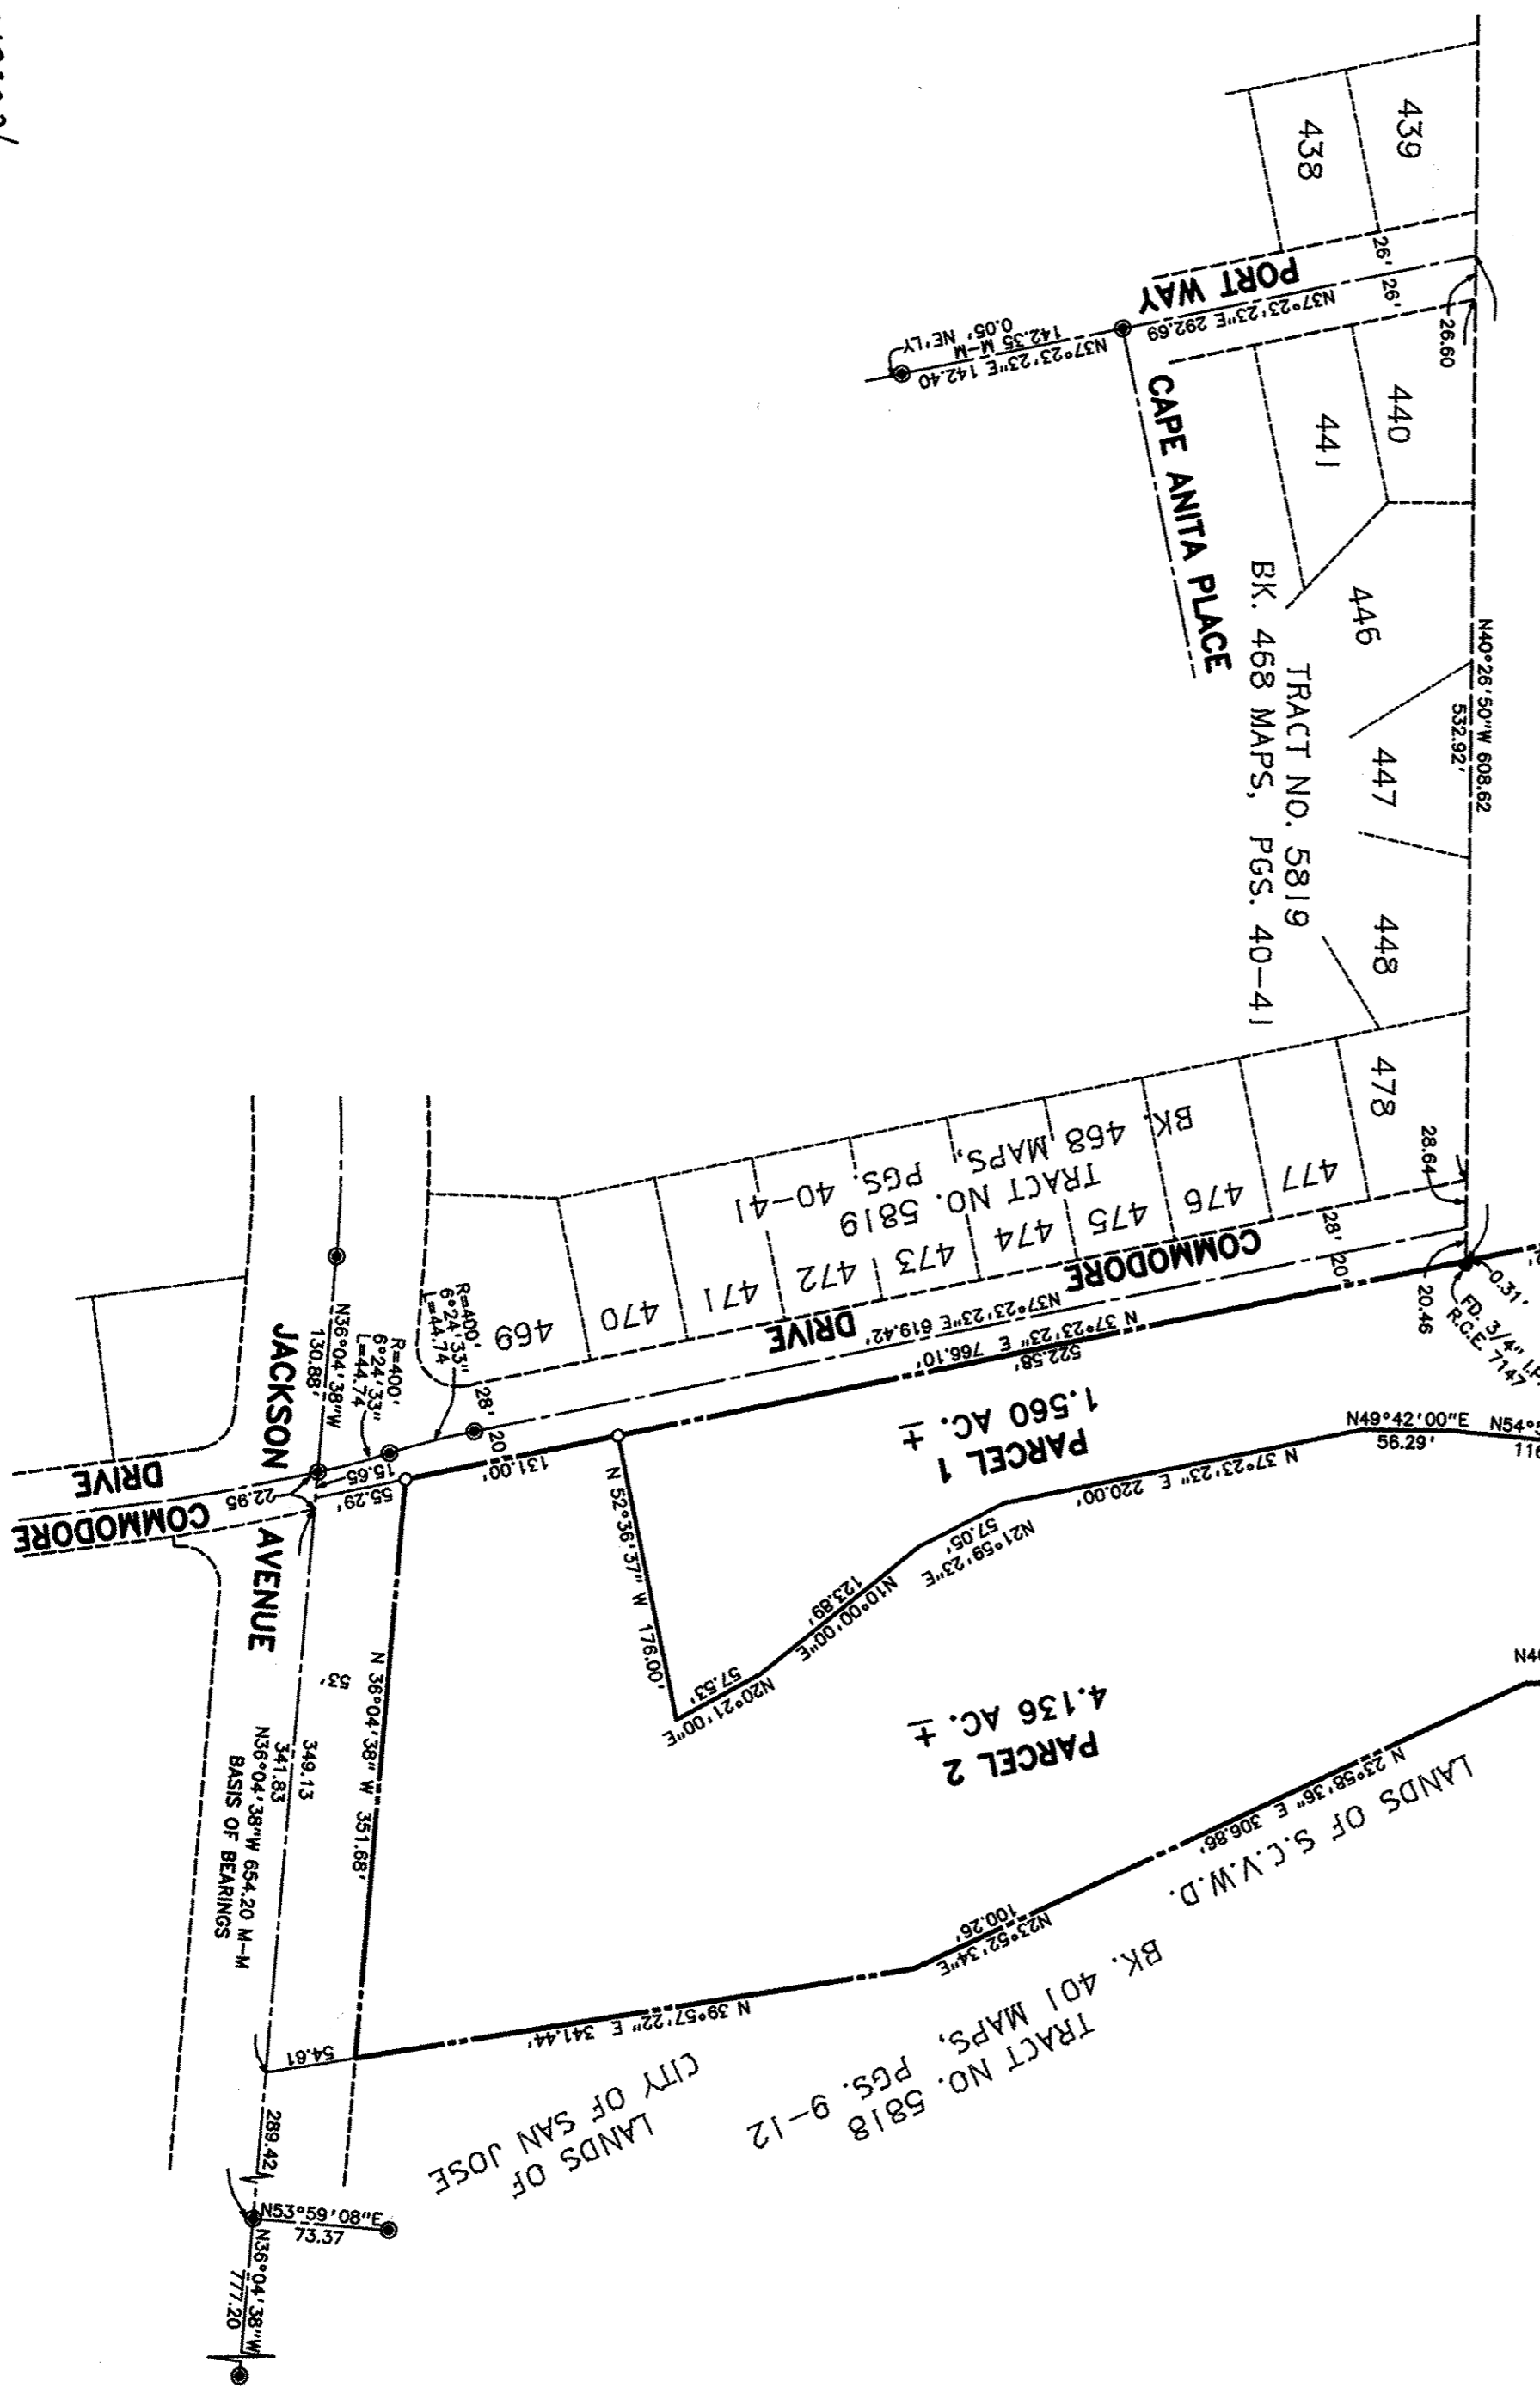 439
438
26'
26'
PORT WAY
N37°23'23"E 292.69
26.60
N37°23'23"E 142.40
142.35 M-M
0.05' NE'LY
CAPE ANITA PLACE
440
441
446
447
448
N40°26'50"W 608.62
532.92'
TRACT NO. 5819
BK. 468 MAPS, PGS. 40-41
478
477
476
475
474
473
472
471
470
469
BK. 468 MAPS,
PGS. 40-41
TRACT NO. 5819
28.64
28'
20'
COMMODORE
DRIVE
N37°23'23"E 619.42'
N 37°23'23" E 766.10'
522.58'
20.46
0.31'
FD. 3/4" I.P.
R.C.E. 7147
PARCEL 1
1.560 AC. ±
N49°42'00"E
56.29'
N 37°23'23" E 220.00'
N21°59'23"E
57.05'
N10°00'00"E
123.89'
N20°21'00"E
57.53'
N 52°36'37" W 176.00'
131.00'
28'
20'
R=400'
6°24'33"
L=44.74
R=400'
6°24'33"
L=44.74
N36°04'38"W
130.88'
15.65
55.29'
22.95
JACKSON
AVENUE
COMMODORE
DRIVE
N 36°04'38" W 351.68'
53'
349.13
341.83
N36°04'38"W 654.20 M-M
BASIS OF BEARINGS
PARCEL 2
4.136 AC. ±
N 23°58'36" E 306.86'
LANDS OF S.C.V.W.D.
N23°52'34"E
100.26'
N 39°57'22" E 341.44'
TRACT NO. 5818
BK. 401 MAPS, PGS. 9-12
LANDS OF
CITY OF SAN JOSE
54.61
289.42
N53°59'08"E
73.37
N36°04'38"W
777.20